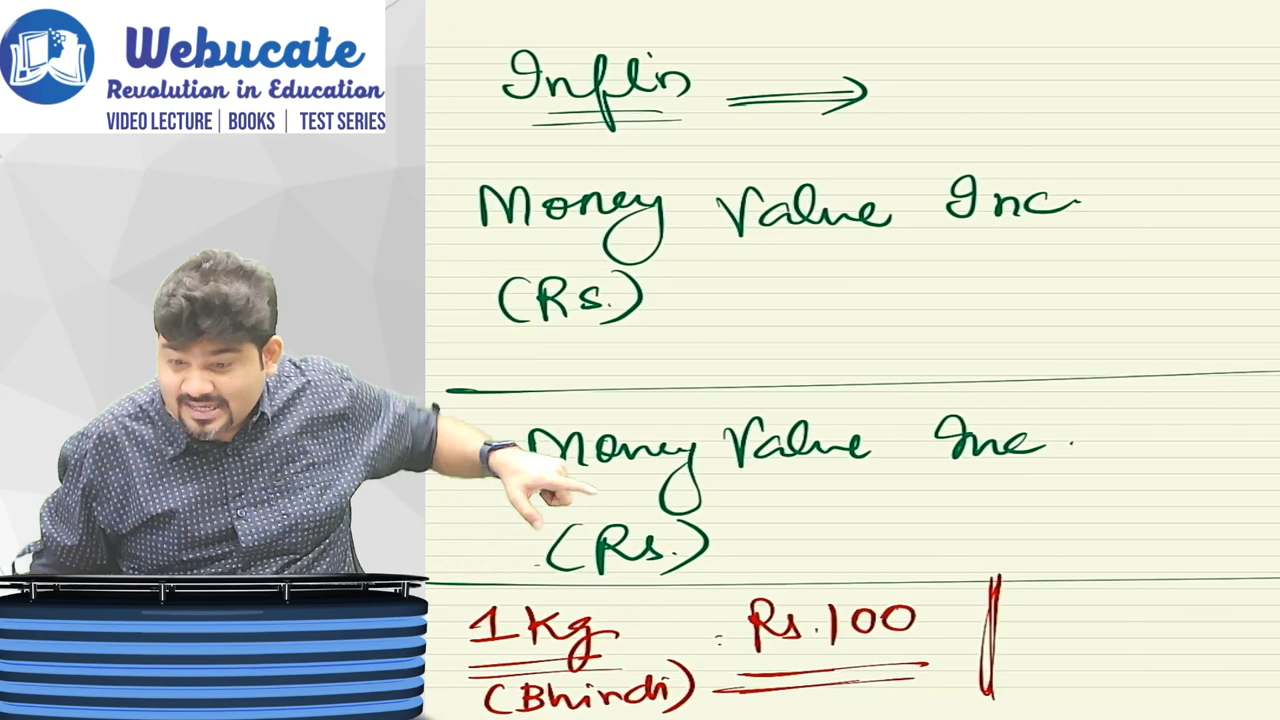 Webucate
Revolution in Education
VIDEO LECTURE | BOOKS | TEST SERIES
Inflⁿ
Money Value Inc.
(Rs.)
Money Value Inc.
(Rs.)
1 Kg : Rs. 100
(Bhindi)